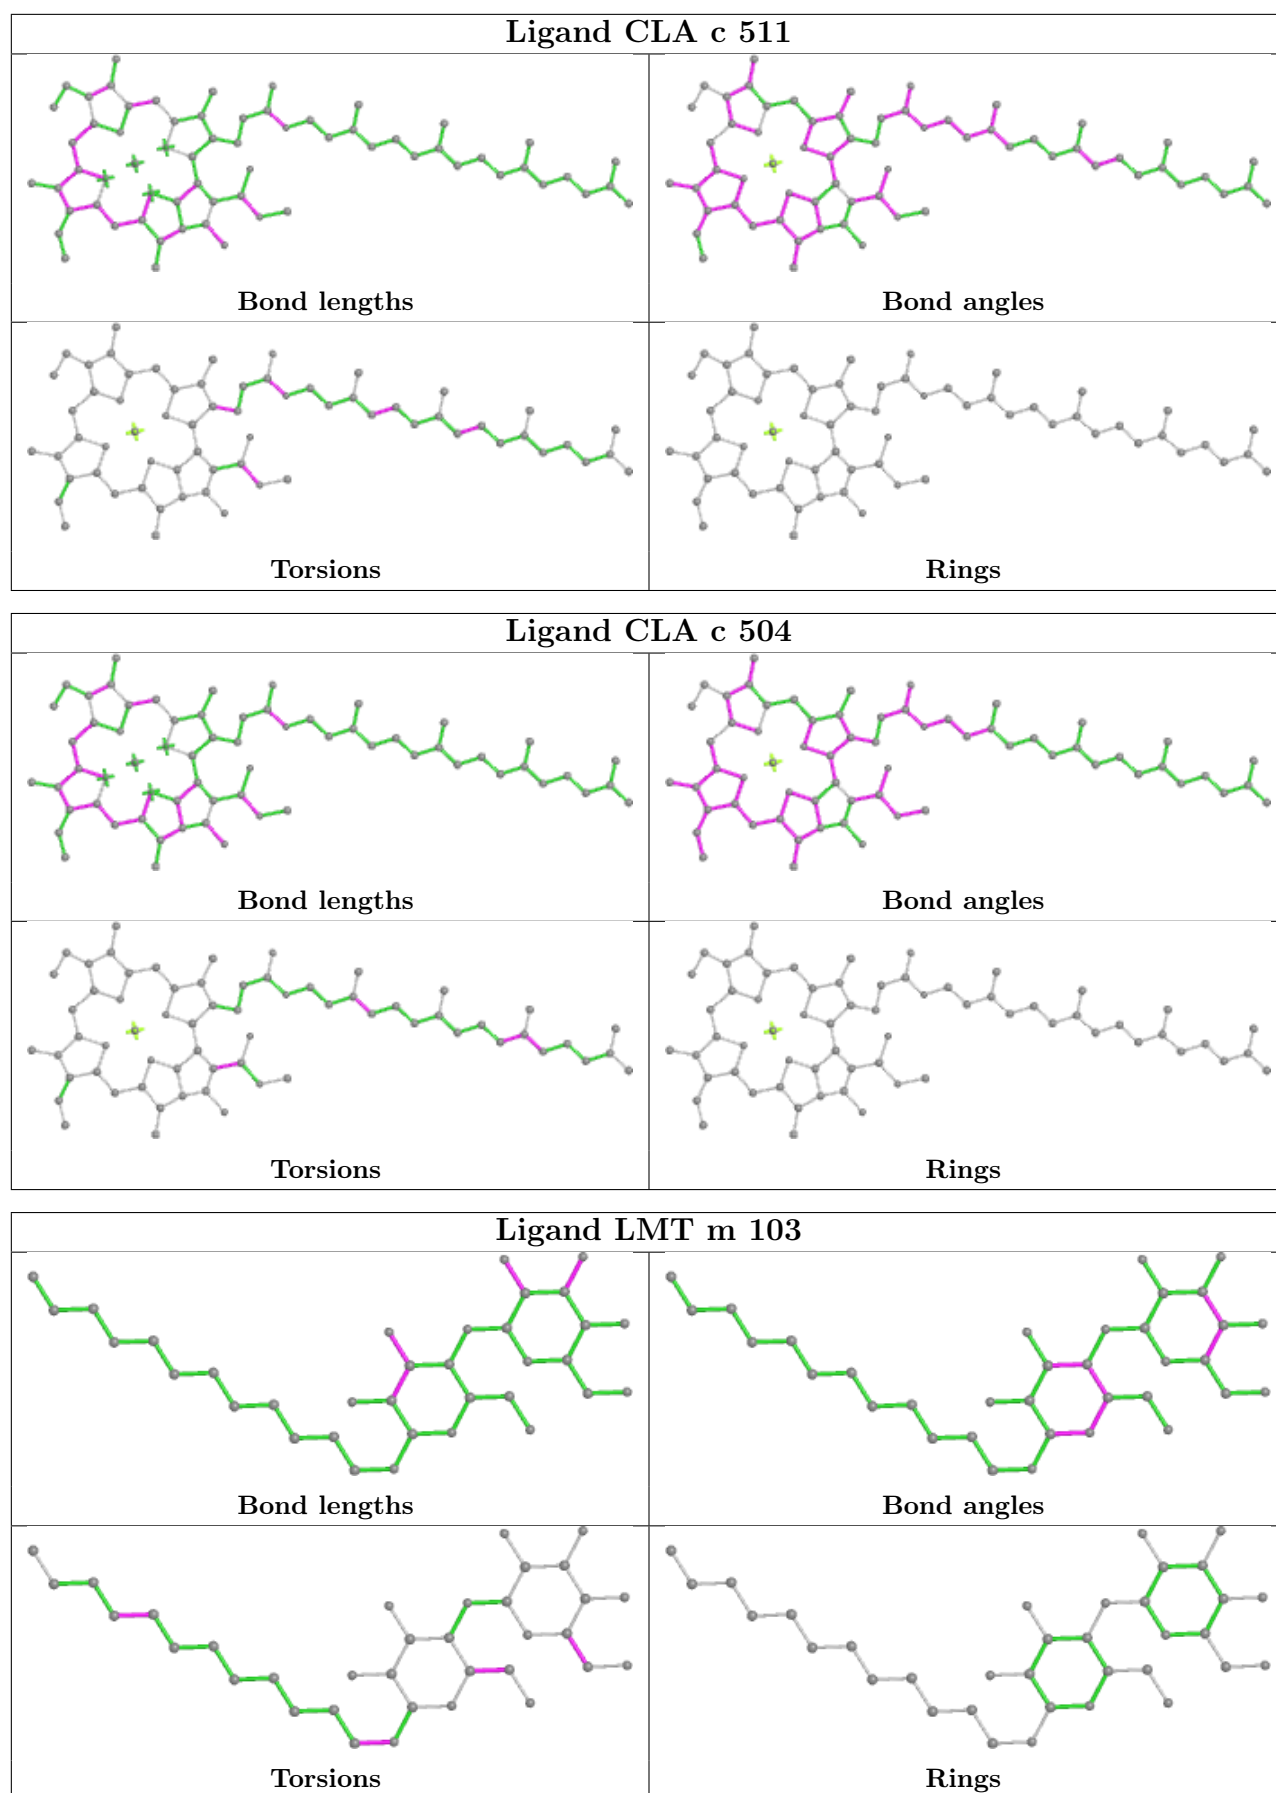 Ligand CLA c 511
Bond lengths
Bond angles
Torsions
Rings
Ligand CLA c 504
Bond lengths
Bond angles
Torsions
Rings
Ligand LMT m 103
Bond lengths
Bond angles
Torsions
Rings